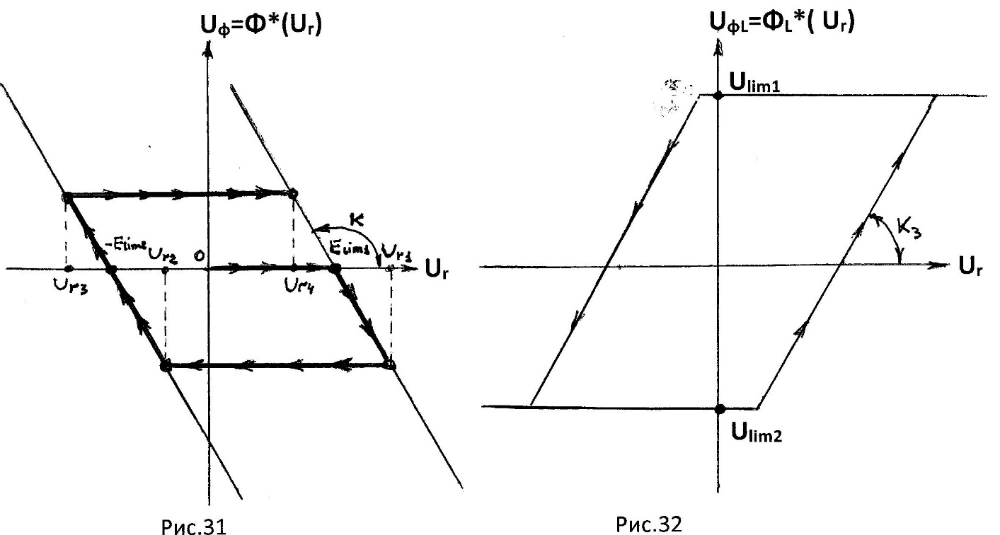 Uф=Ф*(Ur)
K
-Elim2
Ur2
0
Elim1
Ur1
Ur
Ur3
Ur4
Рис.31
UфL=ФL*( Ur)
Ulim1
K3
Ur
Ulim2
Рис.32